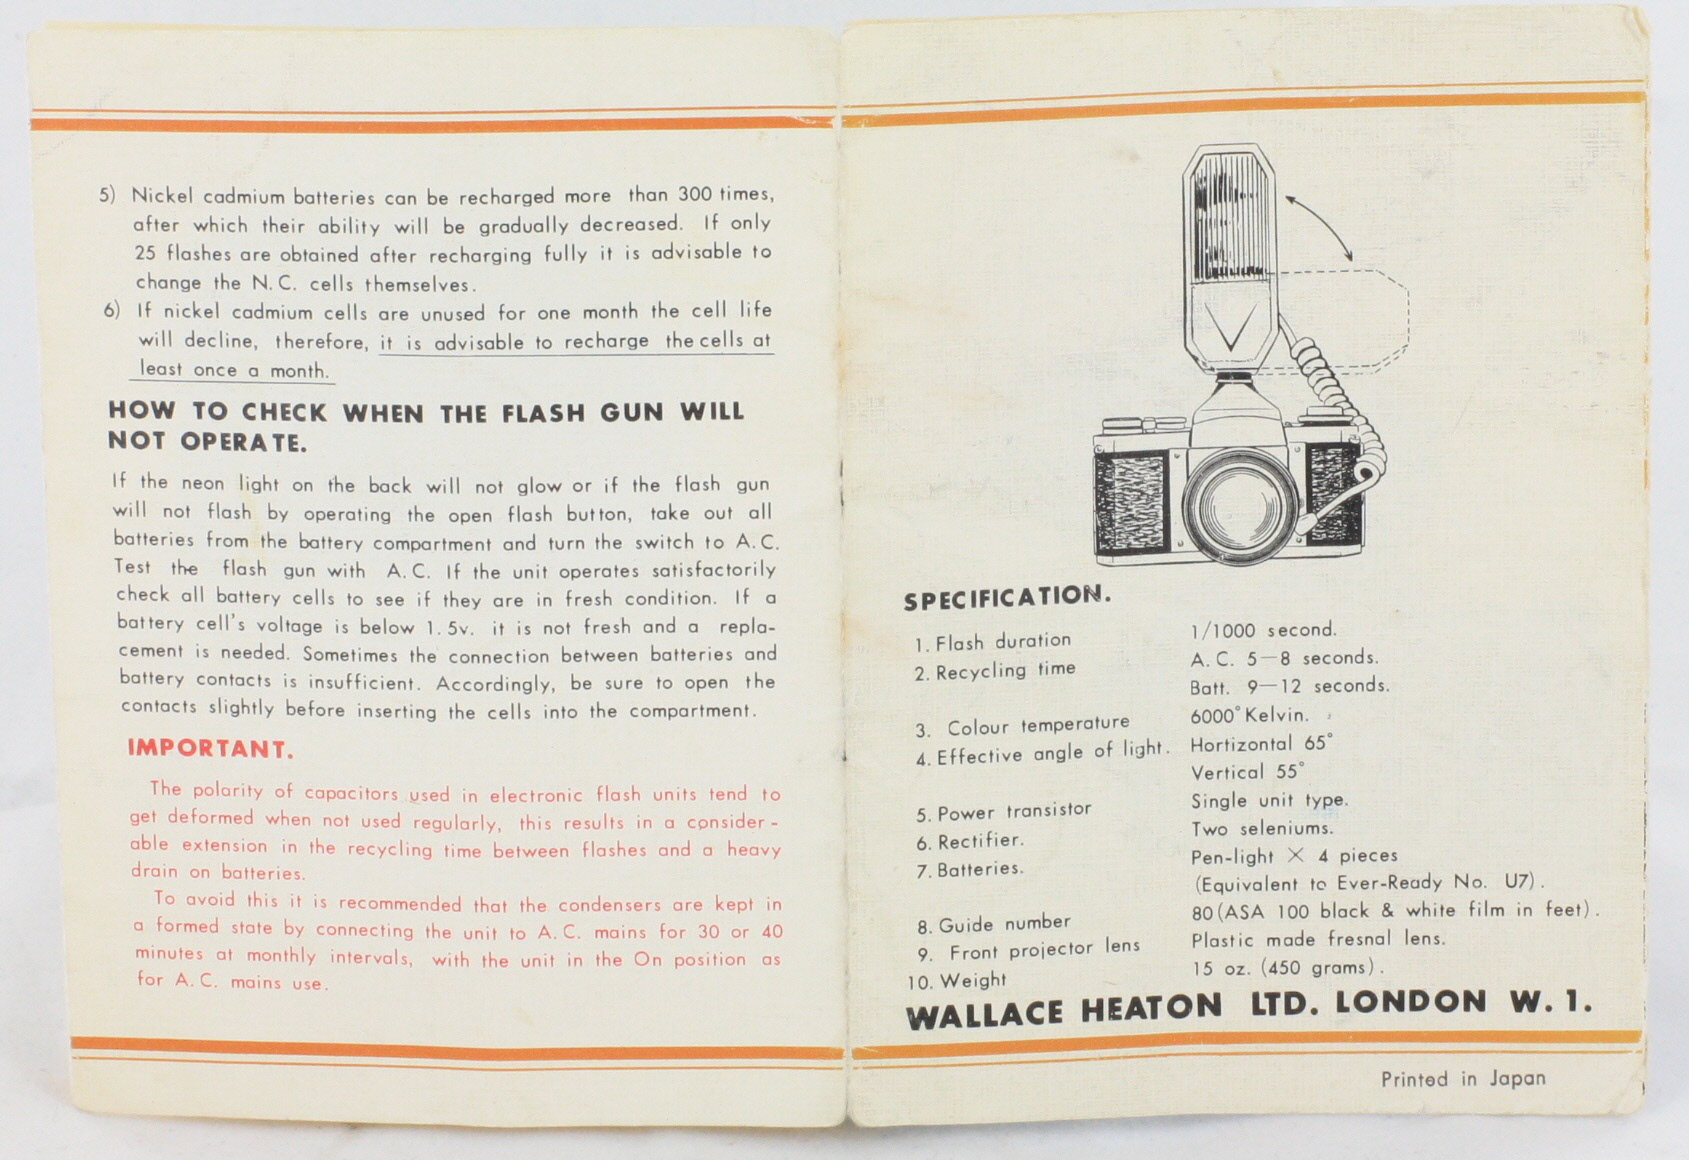 5) Nickel cadmium batteries can be recharged more than 300 times,
after which their ability will be gradually decreased. If only
25 flashes are obtained after recharging fully it is advisable to
change the N.C. cells themselves.
6) If nickel cadmium cells are unused for one month the cell life
will decline, therefore, it is advisable to recharge the cells at
least once a month.
HOW TO CHECK WHEN THE FLASH GUN WILL
NOT OPERATE.
If the neon light on the back will not glow or if the flash gun
will not flash by operating the open flash button, take out all
batteries from the battery compartment and turn the switch to A.C.
Test the flash gun with A.C. If the unit operates satisfactorily
check all battery cells to see if they are in fresh condition. If a
battery cell's voltage is below 1.5v. it is not fresh and a repla-
cement is needed. Sometimes the connection between batteries and
battery contacts is insufficient. Accordingly, be sure to open the
contacts slightly before inserting the cells into the compartment.
IMPORTANT.
The polarity of capacitors used in electronic flash units tend to
get deformed when not used regularly, this results in a consider-
able extension in the recycling time between flashes and a heavy
drain on batteries.
To avoid this it is recommended that the condensers are kept in
a formed state by connecting the unit to A.C. mains for 30 or 40
minutes at monthly intervals, with the unit in the On position as
for A.C. mains use.
SPECIFICATION.
1. Flash duration 1/1000 second.
2. Recycling time A.C. 5—8 seconds.
Batt. 9—12 seconds.
3. Colour temperature 6000° Kelvin.
4. Effective angle of light. Hortizontal 65°
Vertical 55°
5. Power transistor Single unit type.
6. Rectifier. Two seleniums.
7. Batteries. Pen-light × 4 pieces
(Equivalent to Ever-Ready No. U7).
8. Guide number 80 (ASA 100 black & white film in feet).
9. Front projector lens Plastic made fresnal lens.
10. Weight 15 oz. (450 grams).
WALLACE HEATON LTD. LONDON W.1.
Printed in Japan